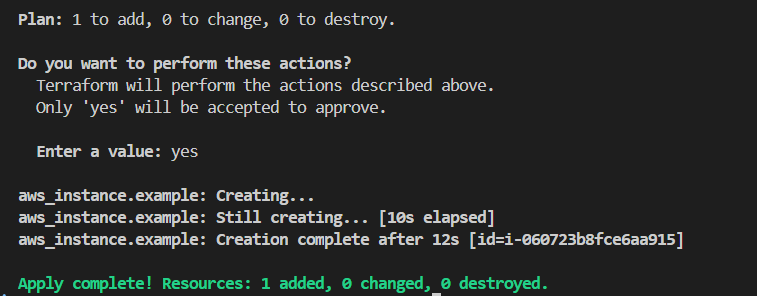 Plan: 1 to add, 0 to change, 0 to destroy.
Do you want to perform these actions?
Terraform will perform the actions described above.
Only 'yes' will be accepted to approve.
Enter a value: yes
aws_instance.example: Creating...
aws_instance.example: Still creating... [10s elapsed]
aws_instance.example: Creation complete after 12s [id=i-060723b8fce6aa915]
Apply complete! Resources: 1 added, 0 changed, 0 destroyed.